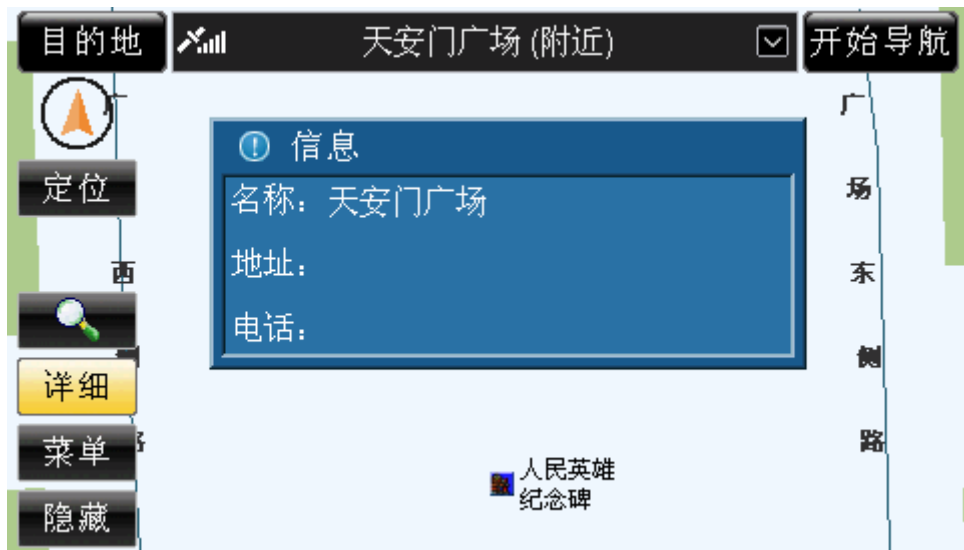 目的地
天安门广场 (附近)
开始导航
广
定位
西
路
详细
菜单
隐藏
信息
名称: 天安门广场
地址:
电话:
广
场
东
侧
路
人民英雄
纪念碑